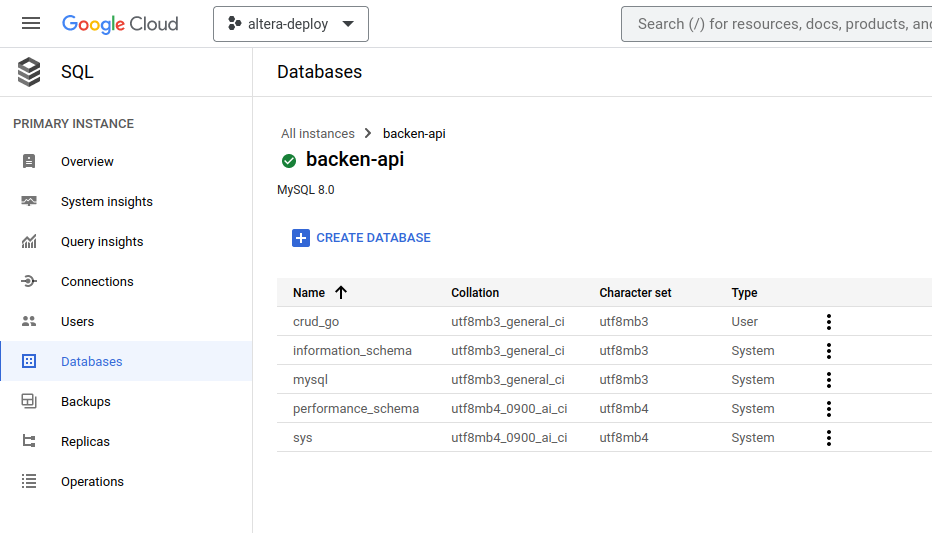 Google Cloud
altera-deploy
Search (/) for resources, docs, products, and
SQL
Databases
PRIMARY INSTANCE
Overview
System insights
Query insights
Connections
Users
Databases
Backups
Replicas
Operations
All instances > backen-api
backen-api
MySQL 8.0
CREATE DATABASE
Name Collation Character set Type
crud_go utf8mb3_general_ci utf8mb3 User
information_schema utf8mb3_general_ci utf8mb3 System
mysql utf8mb3_general_ci utf8mb3 System
performance_schema utf8mb4_0900_ai_ci utf8mb4 System
sys utf8mb4_0900_ai_ci utf8mb4 System